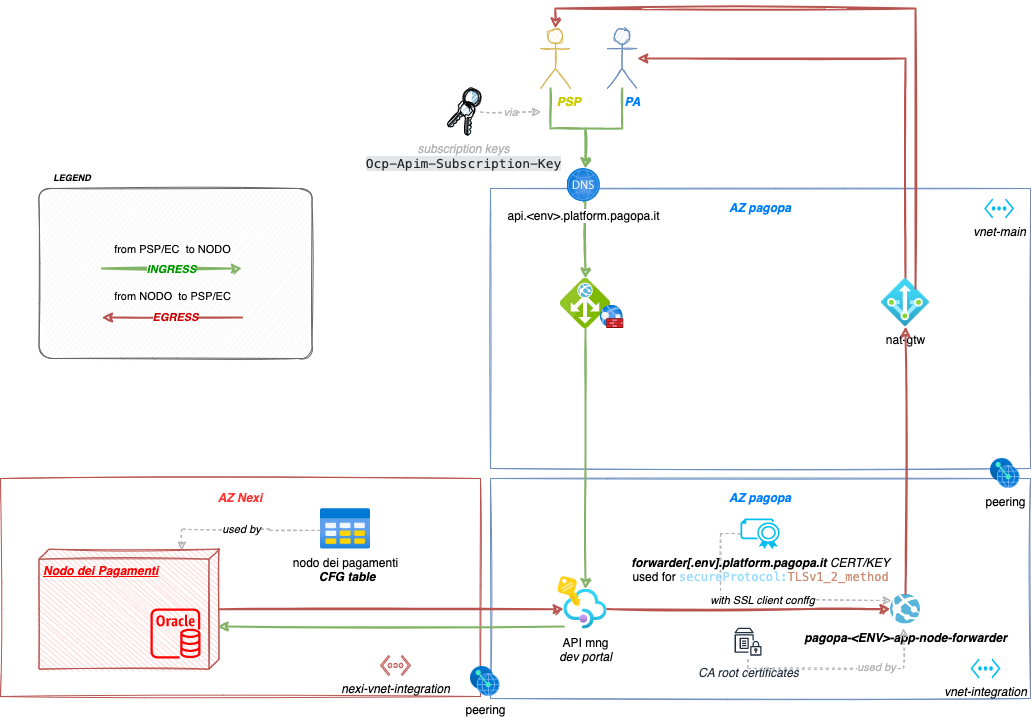 PSP
PA
via
subscription keys
Ocp-Apim-Subscription-Key
LEGEND
from PSP/EC to NODO
INGRESS
from NODO to PSP/EC
EGRESS
DNS
api.<env>.platform.pagopa.it
AZ pagopa
vnet-main
nat-gtw
peering
AZ Nexi
used by
nodo dei pagamenti
CFG table
Nodo dei Pagamenti
Oracle
nexi-vnet-integration
peering
AZ pagopa
forwarder[.env].platform.pagopa.it CERT/KEY
used for secureProtocol:TLSv1_2_method
with SSL client conffg
API mng
dev portal
pagopa-<ENV>-app-node-forwarder
CA root certificates
used by
vnet-integration